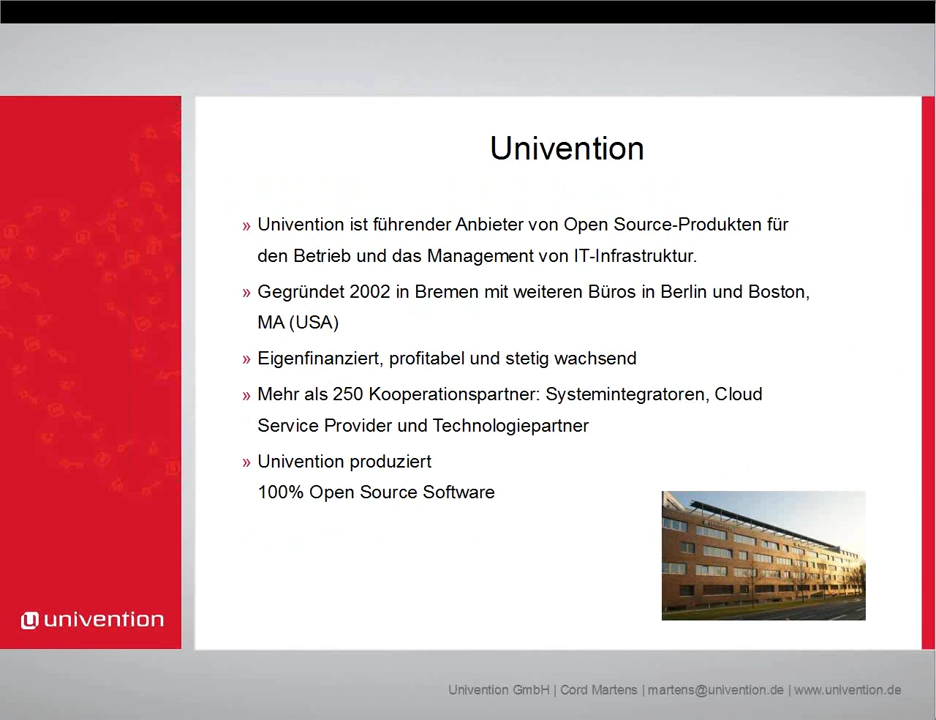 Univention
» Univention ist führender Anbieter von Open Source-Produkten für
den Betrieb und das Management von IT-Infrastruktur.
» Gegründet 2002 in Bremen mit weiteren Büros in Berlin und Boston,
MA (USA)
» Eigenfinanziert, profitabel und stetig wachsend
» Mehr als 250 Kooperationspartner: Systemintegratoren, Cloud
Service Provider und Technologiepartner
» Univention produziert
100% Open Source Software
univention
Univention GmbH | Cord Martens | martens@univention.de | www.univention.de